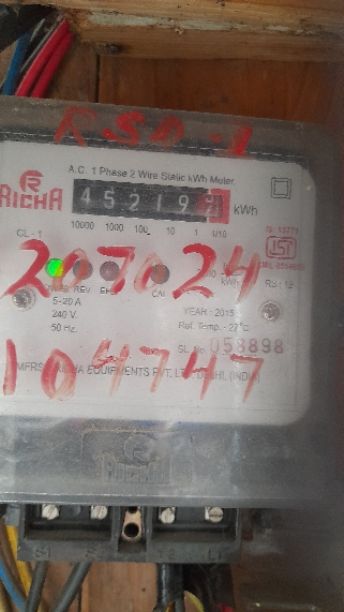 RSD-1
A.C. 1 Phase 2 Wire Static kWh Meter
RICHA
45219 kWh
10000 1000 100 10 1 1/10
CL - 1
207024
5-20 A
240 V.
50 Hz.
REV
CAL
YEAR : 2015
Ref. Temp. - 27°C
SL. No. 058898
104747
EQUIPMENTS PVT. LTD. DELHI (INDIA)
RICHA